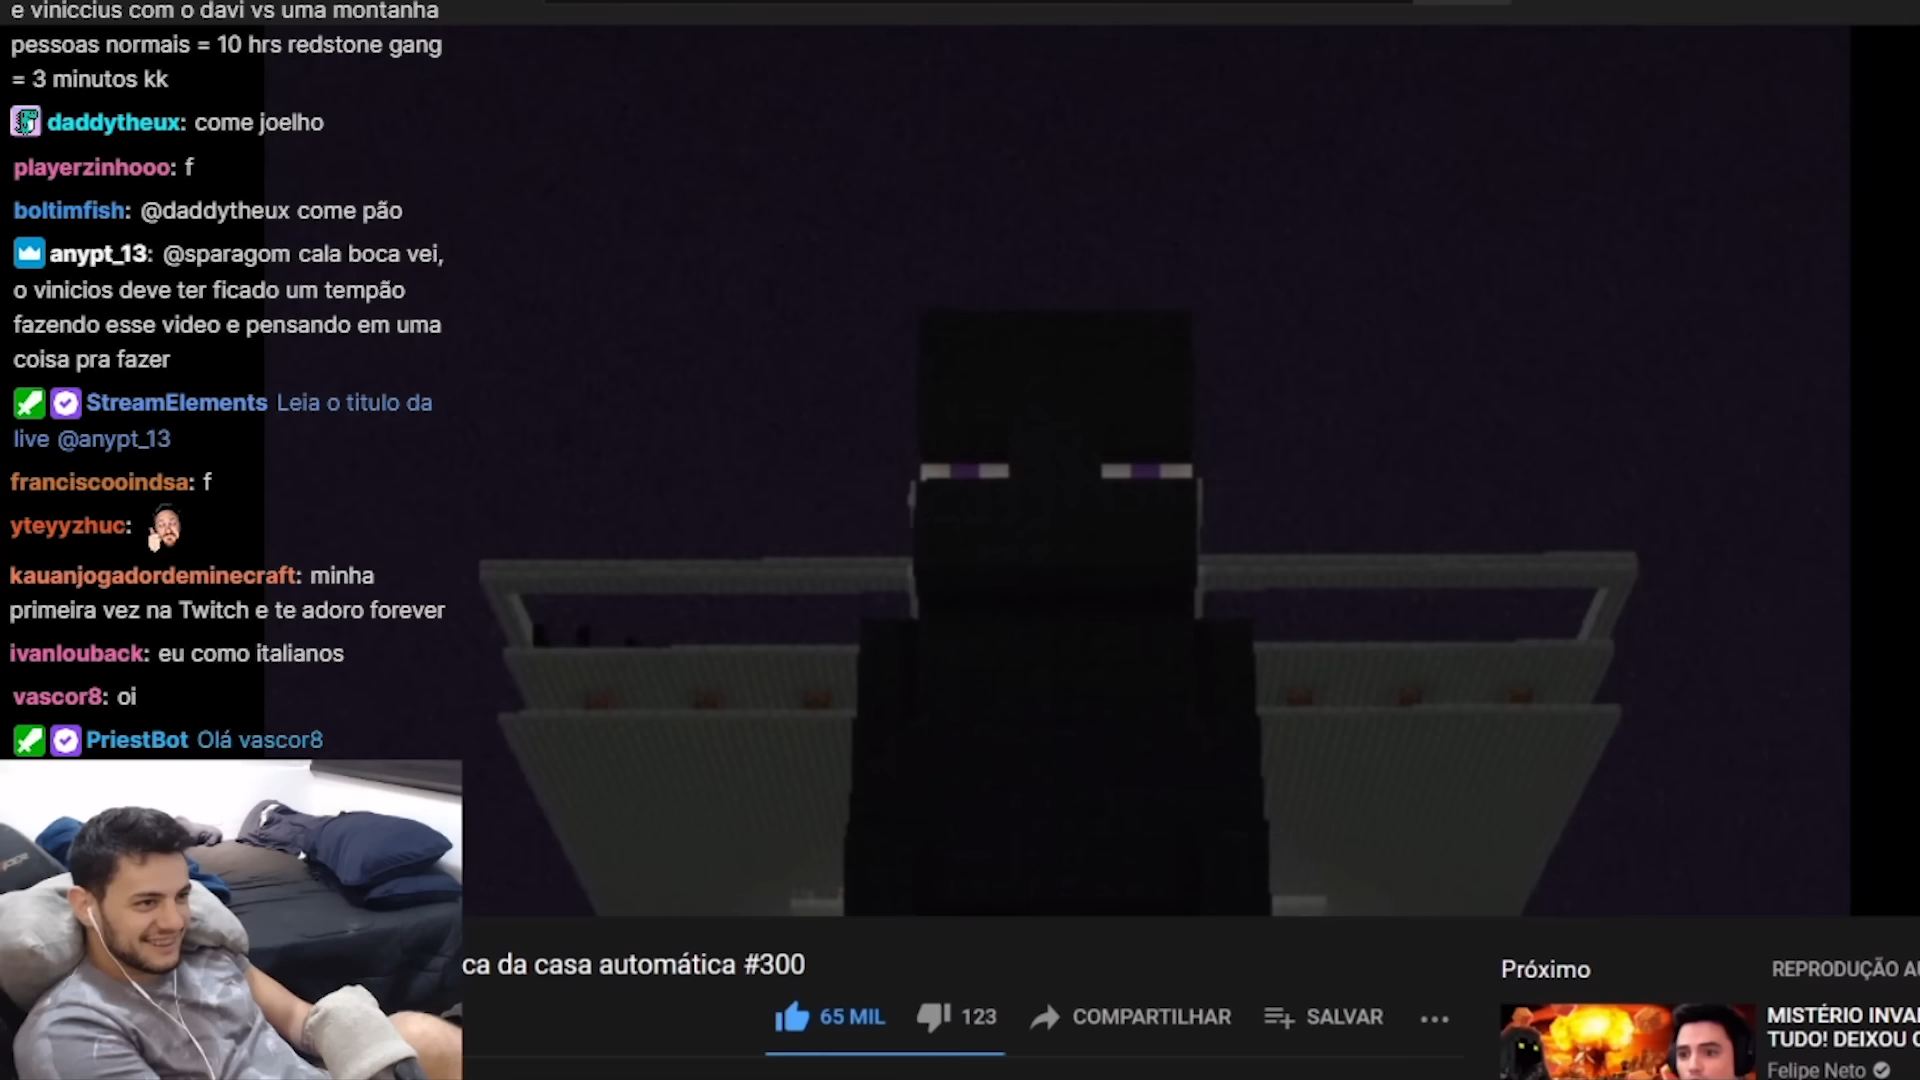 e viniccius com o davi vs uma montanha
pessoas normais = 10 hrs redstone gang
= 3 minutos kk
daddytheux: come joelho
playerzinhooo: f
boltimfish: @daddytheux come pão
anypt_13: @sparagom cala boca vei,
o vinicios deve ter ficado um tempão
fazendo esse video e pensando em uma
coisa pra fazer
StreamElements Leia o titulo da
live @anypt_13
franciscooindsa: f
yteyyzhuc:
kauanjogadordeminecraft: minha
primeira vez na Twitch e te adoro forever
ivanlouback: eu como italianos
vascor8: oi
PriestBot Olá vascor8
ca da casa automática #300
65 MIL 123 COMPARTILHAR SALVAR
Próximo
REPRODUÇÃO AU
MISTÉRIO INVA
TUDO! DEIXOU O
Felipe Neto